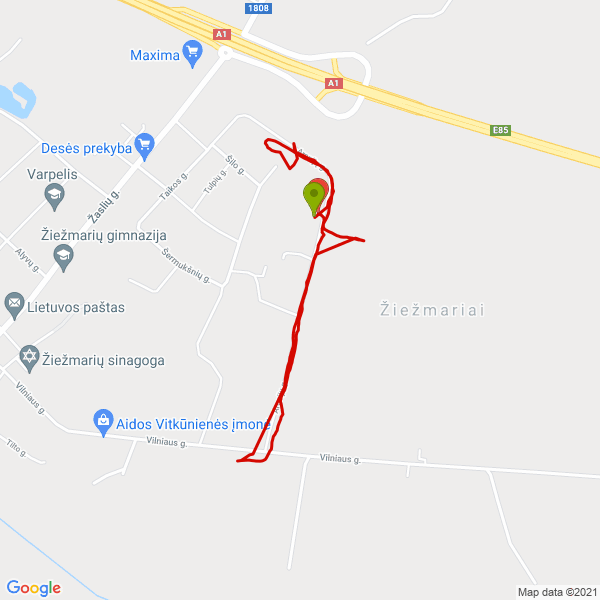 1808
A1
Maxima
A1
E85
Desės prekyba
Šilo g.
Varpelis
Taikos g.
Tulpių g.
Žaslių g.
Žiežmarių gimnazija
Alyvų g.
Šermukšnių g.
Lietuvos paštas
Žiežmariai
Žiežmarių sinagoga
Vilniaus g.
Aidos Vitkūnienės įmonė
Vilniaus g.
Tilto g.
Vilniaus g.
Google
Map data ©2021